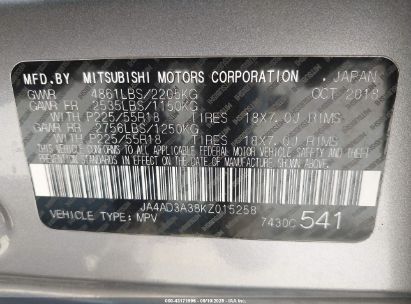 MFD.BY MITSUBISHI MOTORS CORPORATION , JAPAN
GVWR 4861LBS/2205KG OCT 2018
GAWR FR 2535LBS/1150KG
WITH P225/55R18 TIRES 18X7.0J RIMS
GAWR RR 2756LBS/1250KG
WITH P225/55R18 TIRES 18X7.0J RIMS
THIS VEHICLE CONFORMS TO ALL APPLICABLE FEDERAL MOTOR VEHICLE SAFETY AND
THEFT PREVENTION STANDARDS IN EFFECT ON THE DATE OF MANUFACTURE SHOWN ABOVE.
JA4AD3A38KZ015258
VEHICLE TYPE: MPV 7430C 541